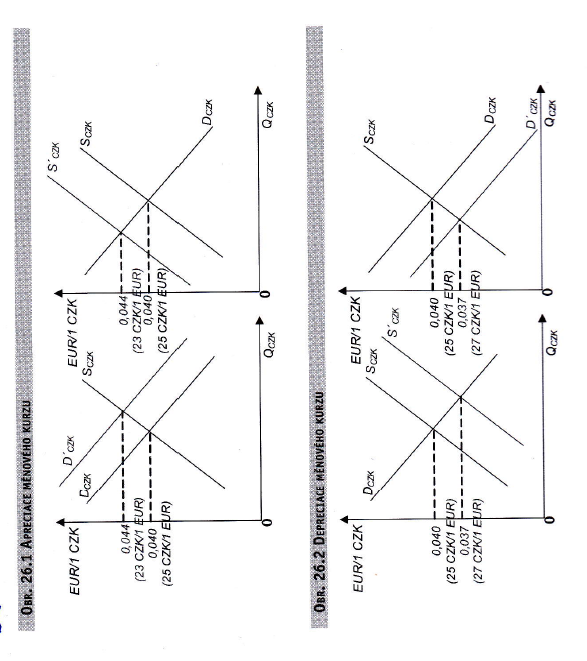 OBR. 26.1 APRECIACE MĚNOVÉHO KURZU
EUR/1 CZK
D´CZK
DCZK
SCZK
0,044
(23 CZK/1 EUR)
0,040
(25 CZK/1 EUR)
0
QCZK
EUR/1 CZK
S´CZK
SCZK
0,044
(23 CZK/1 EUR)
0,040
(25 CZK/1 EUR)
DCZK
0
QCZK
OBR. 26.2 DEPRECIACE MĚNOVÉHO KURZU
EUR/1 CZK
DCZK
SCZK
S´CZK
0,040
(25 CZK/1 EUR)
0,037
(27 CZK/1 EUR)
0
QCZK
EUR/1 CZK
SCZK
0,040
(25 CZK/1 EUR)
0,037
(27 CZK/1 EUR)
DCZK
D´CZK
0
QCZK